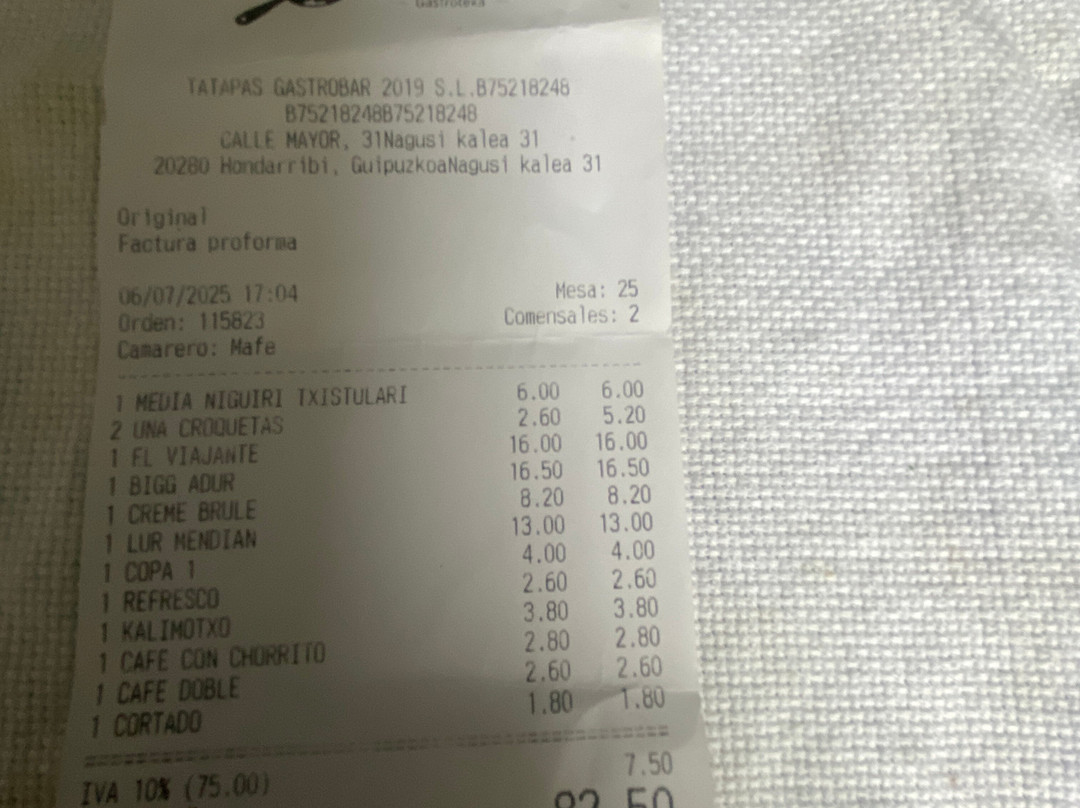 Gastroteka
TATAPAS GASTROBAR 2019 S.L.B75218248
B75218248B75218248
CALLE MAYOR, 31Nagusi kalea 31
20280 Hondarribi, GuipuzkoaNagusi kalea 31
Original
Factura proforma
06/07/2025 17:04 Mesa: 25
Orden: 115823 Comensales: 2
Camarero: Mafe
1 MEDIA NIGUIRI TXISTULARI 6.00 6.00
2 UNA CROQUETAS 2.60 5.20
1 EL VIAJANTE 16.00 16.00
1 BIGG ADUR 16.50 16.50
1 CREME BRULE 8.20 8.20
1 LUR MENDIAN 13.00 13.00
1 COPA 1 4.00 4.00
1 REFRESCO 2.60 2.60
1 KALIMOTXO 3.80 3.80
1 CAFE CON CHORRITO 2.80 2.80
1 CAFE DOBLE 2.60 2.60
1 CORTADO 1.80 1.80
IVA 10% (75.00) 7.50
82.50